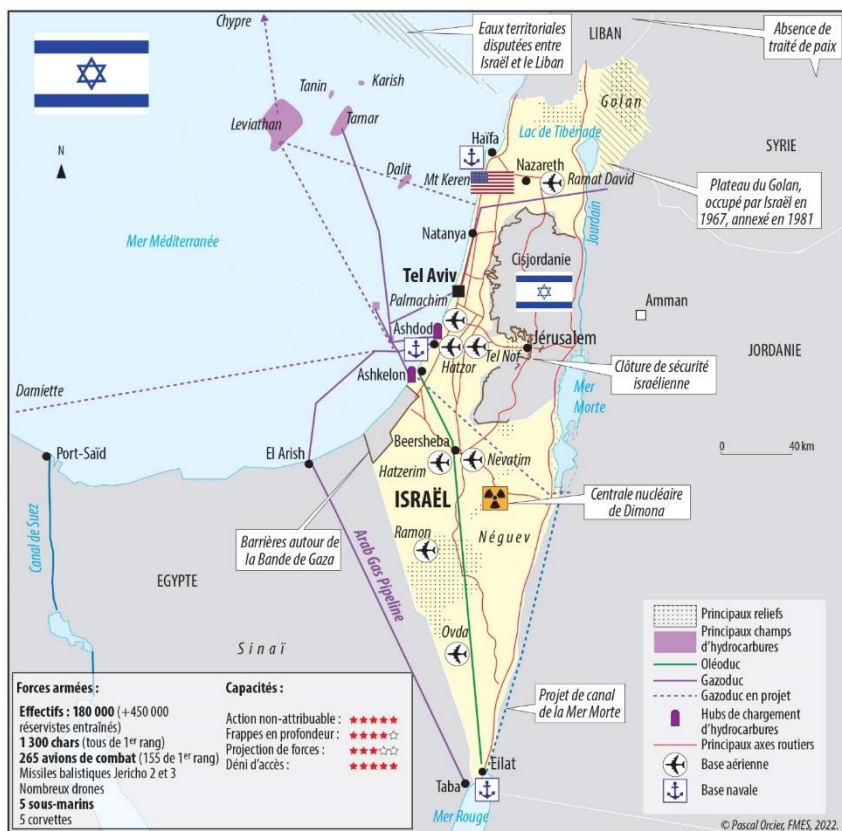 Chypre
Eaux territoriales
disputées entre
Israël et le Liban
LIBAN
Absence de
traité de paix
Tanin
Karish
Leviathan
Tamar
Golan
Lac de Tibériade
N
Haïfa
SYRIE
Dalit
Mt Keren
Nazareth
Ramat David
Plateau du Golan,
occupé par Israël en
1967, annexé en 1981
Jourdain
Mer Méditerranée
Natanya
Cisjordanie
Tel Aviv
Palmachim
Amman
Ashdod
Jérusalem
Hatzor
Tel Nof
JORDANIE
Clôture de sécurité
israélienne
Ashkelon
Mer
Morte
Damiette
Port-Saïd
El Arish
Beersheba
0
40 km
Hatzerim
Nevatim
ISRAËL
Centrale nucléaire
de Dimona
Canal de Suez
Barrières autour de
la Bande de Gaza
Arab Gas Pipeline
Ramon
Néguev
EGYPTE
Sinaï
Ovda
Projet de canal
de la Mer Morte
Eilat
Taba
Mer Rouge
Forces armées :
Effectifs : 180 000 (+450 000
réservistes entraînés)
1 300 chars (tous de 1er rang)
265 avions de combat (155 de 1er rang)
Missiles balistiques Jericho 2 et 3
Nombreux drones
5 sous-marins
5 corvettes
Capacités :
Action non-attribuable : ★★★★★
Frappes en profondeur : ★★★★☆
Projection de forces : ★★★☆☆
Déni d'accès : ★★★★★
Principaux reliefs
Principaux champs
d'hydrocarbures
Oléoduc
Gazoduc
Gazoduc en projet
Hubs de chargement
d'hydrocarbures
Principaux axes routiers
Base aérienne
Base navale
© Pascal Orcier, FMES, 2022.